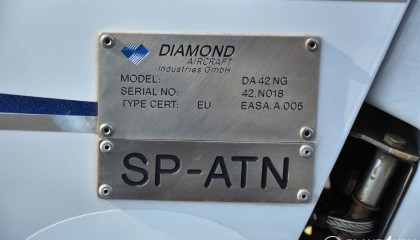 DIAMOND
AIRCRAFT
Industries GmbH
MODEL: DA 42 NG
SERIAL NO: 42.N018
TYPE CERT: EU EASA.A.005
SP-ATN